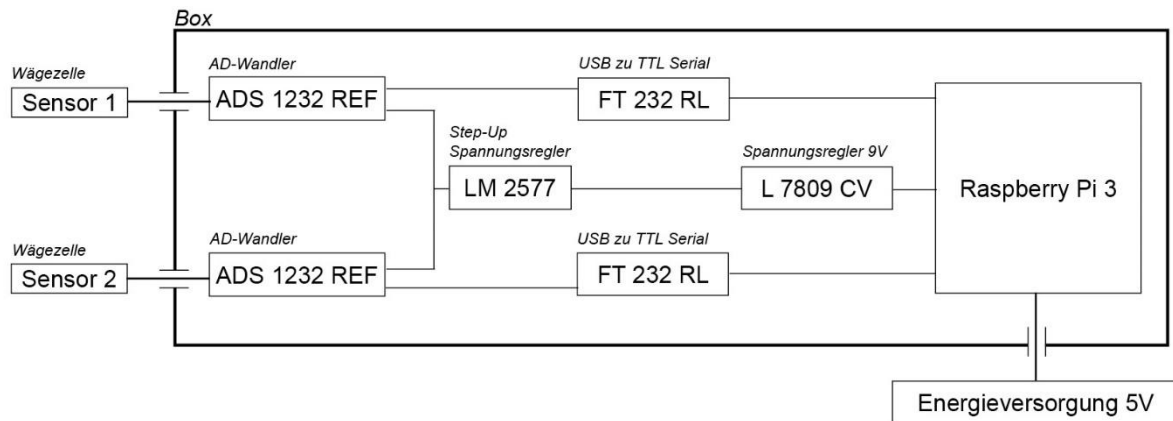 Box
Wägezelle
Sensor 1
AD-Wandler
ADS 1232 REF
USB zu TTL Serial
FT 232 RL
Step-Up
Spannungsregler
LM 2577
Spannungsregler 9V
L 7809 CV
Raspberry Pi 3
Wägezelle
Sensor 2
AD-Wandler
ADS 1232 REF
USB zu TTL Serial
FT 232 RL
Energieversorgung 5V